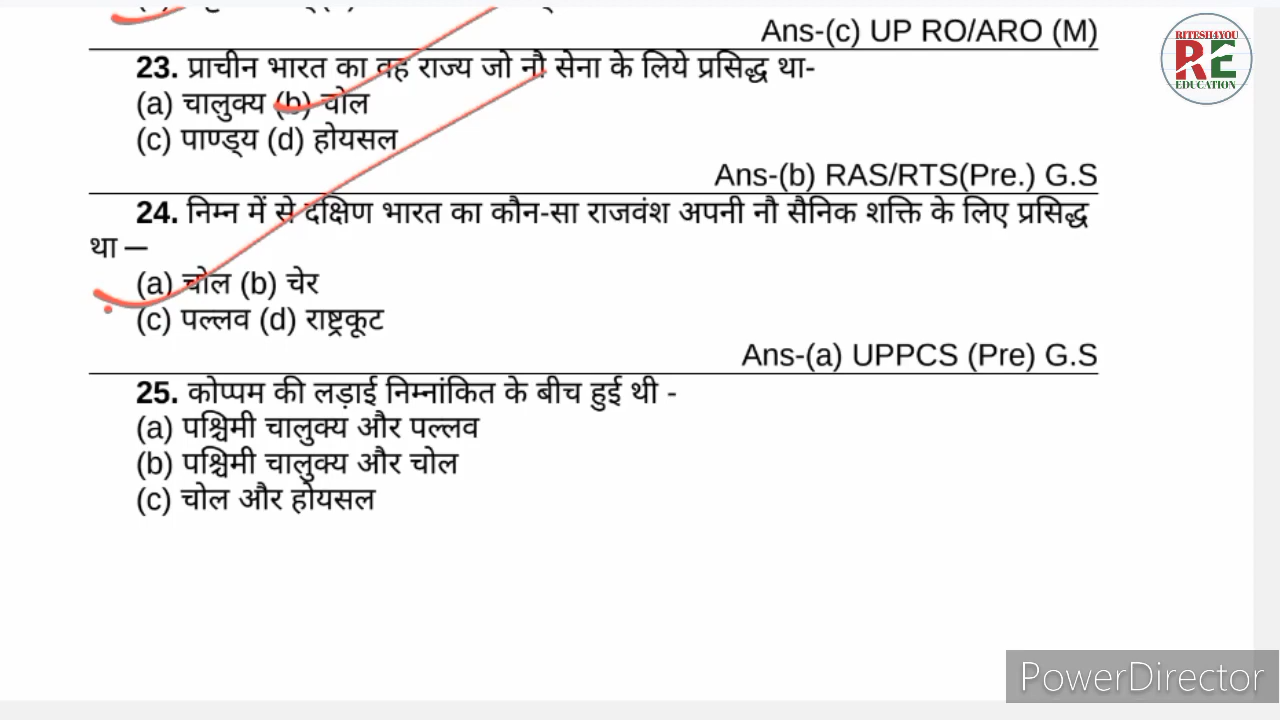 Ans-(c) UP RO/ARO (M)
RITESH4YOU
RE
EDUCATION
23. प्राचीन भारत का वह राज्य जो नौ सेना के लिये प्रसिद्ध था-
(a) चालुक्य (b) चोल
(c) पाण्ड्य (d) होयसल
Ans-(b) RAS/RTS(Pre.) G.S
24. निम्न में से दक्षिण भारत का कौन-सा राजवंश अपनी नौ सैनिक शक्ति के लिए प्रसिद्ध
था —
(a) चोल (b) चेर
(c) पल्लव (d) राष्ट्रकूट
Ans-(a) UPPCS (Pre) G.S
25. कोप्पम की लड़ाई निम्नांकित के बीच हुई थी -
(a) पश्चिमी चालुक्य और पल्लव
(b) पश्चिमी चालुक्य और चोल
(c) चोल और होयसल
PowerDirector